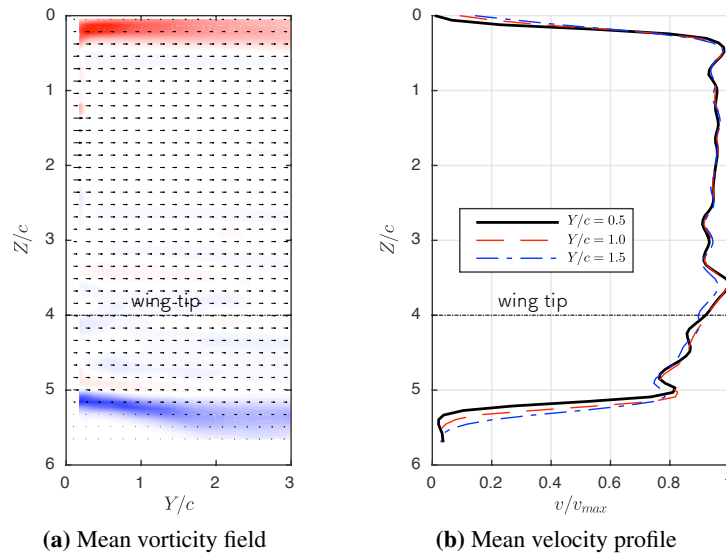 0
1
2
3
4
5
6
Z/c
wing tip
0
1
2
3
Y/c
(a) Mean vorticity field
0
1
2
3
4
5
6
Z/c
Y/c = 0.5
Y/c = 1.0
Y/c = 1.5
wing tip
0
0.2
0.4
0.6
0.8
1
v/v_max
(b) Mean velocity profile